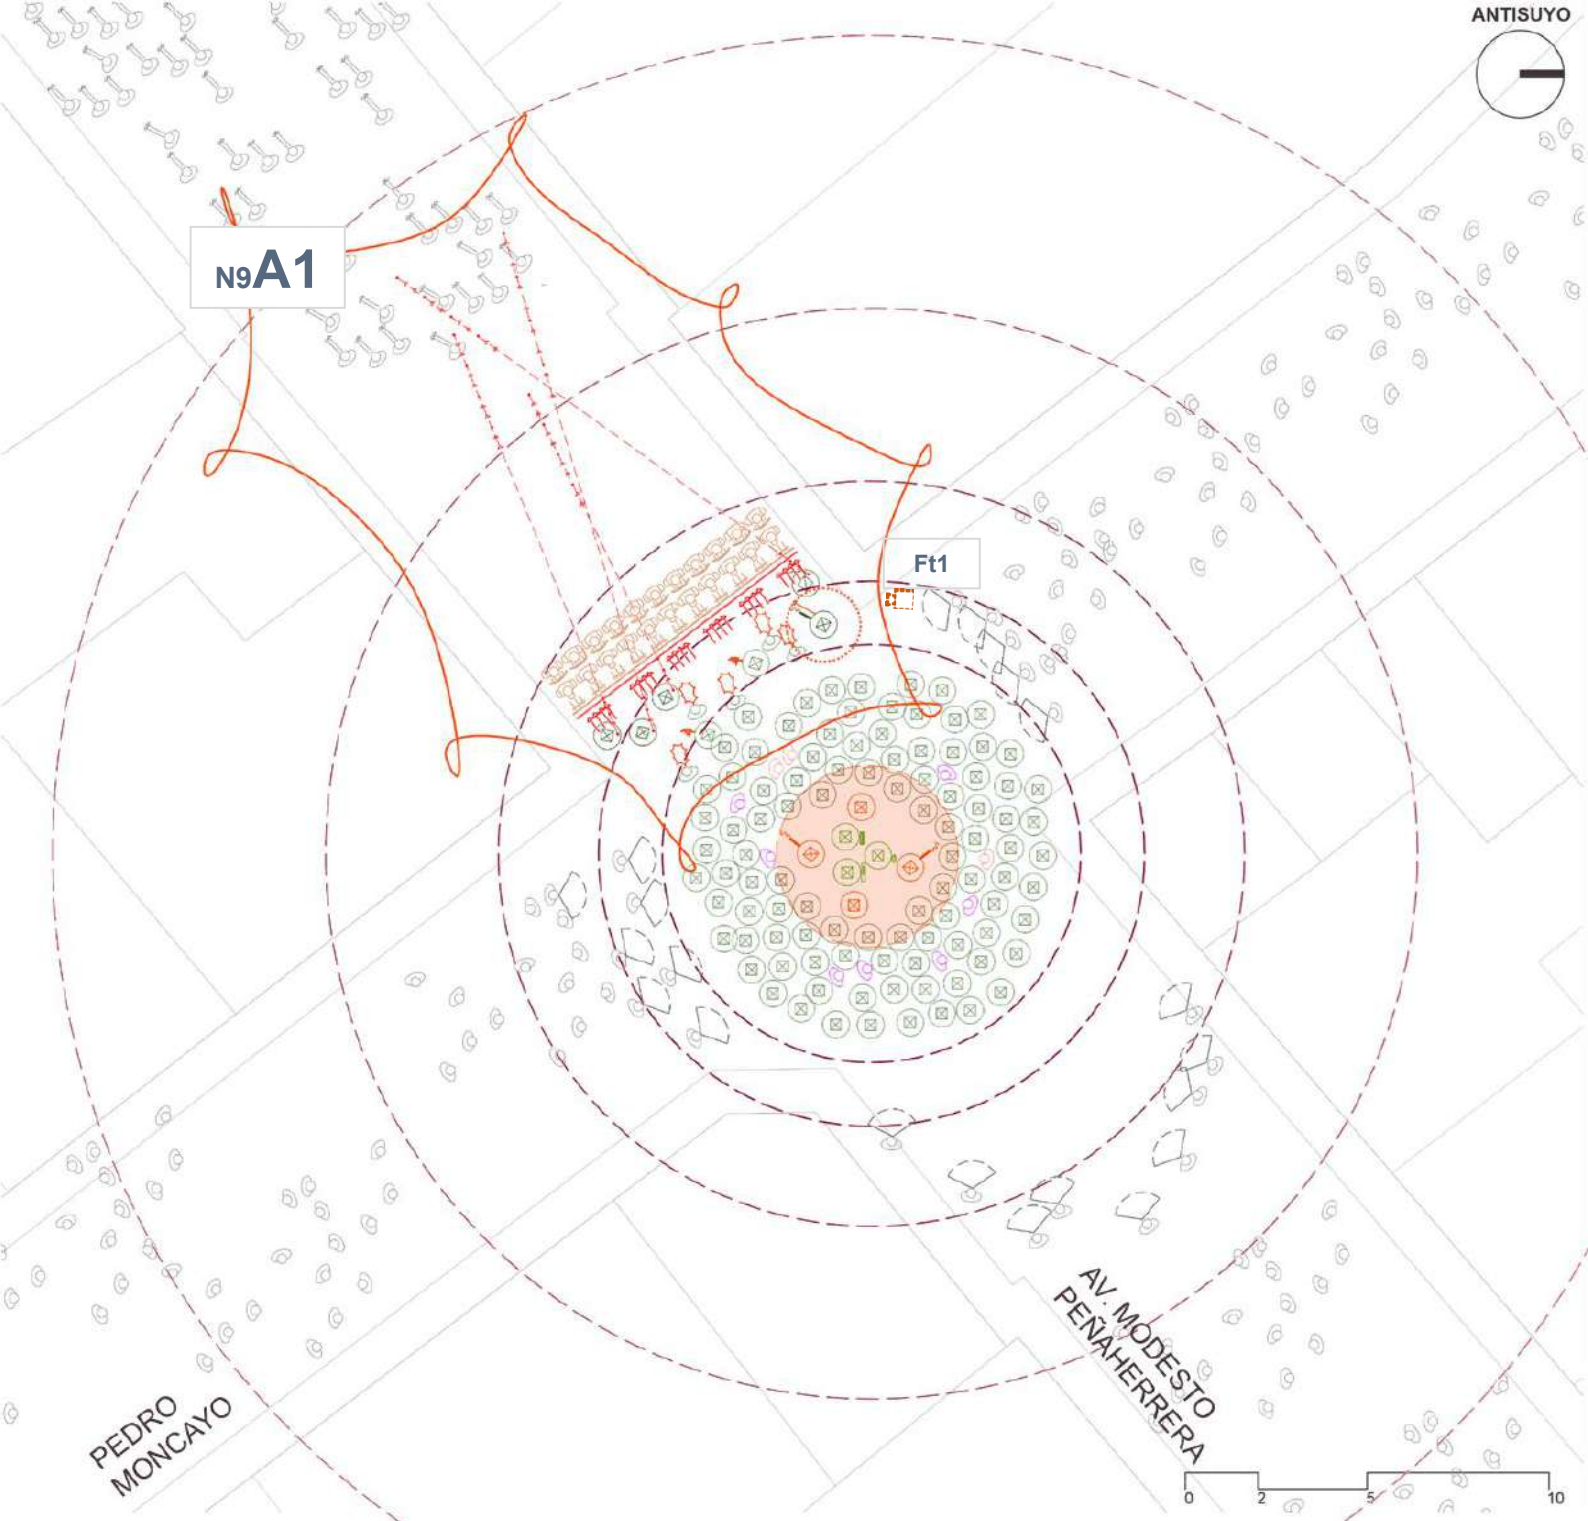 ANTISUYO
N9A1
Ft1
AV. MODESTO
PEÑAHERRERA
PEDRO
MONCAYO
0 2 5 10